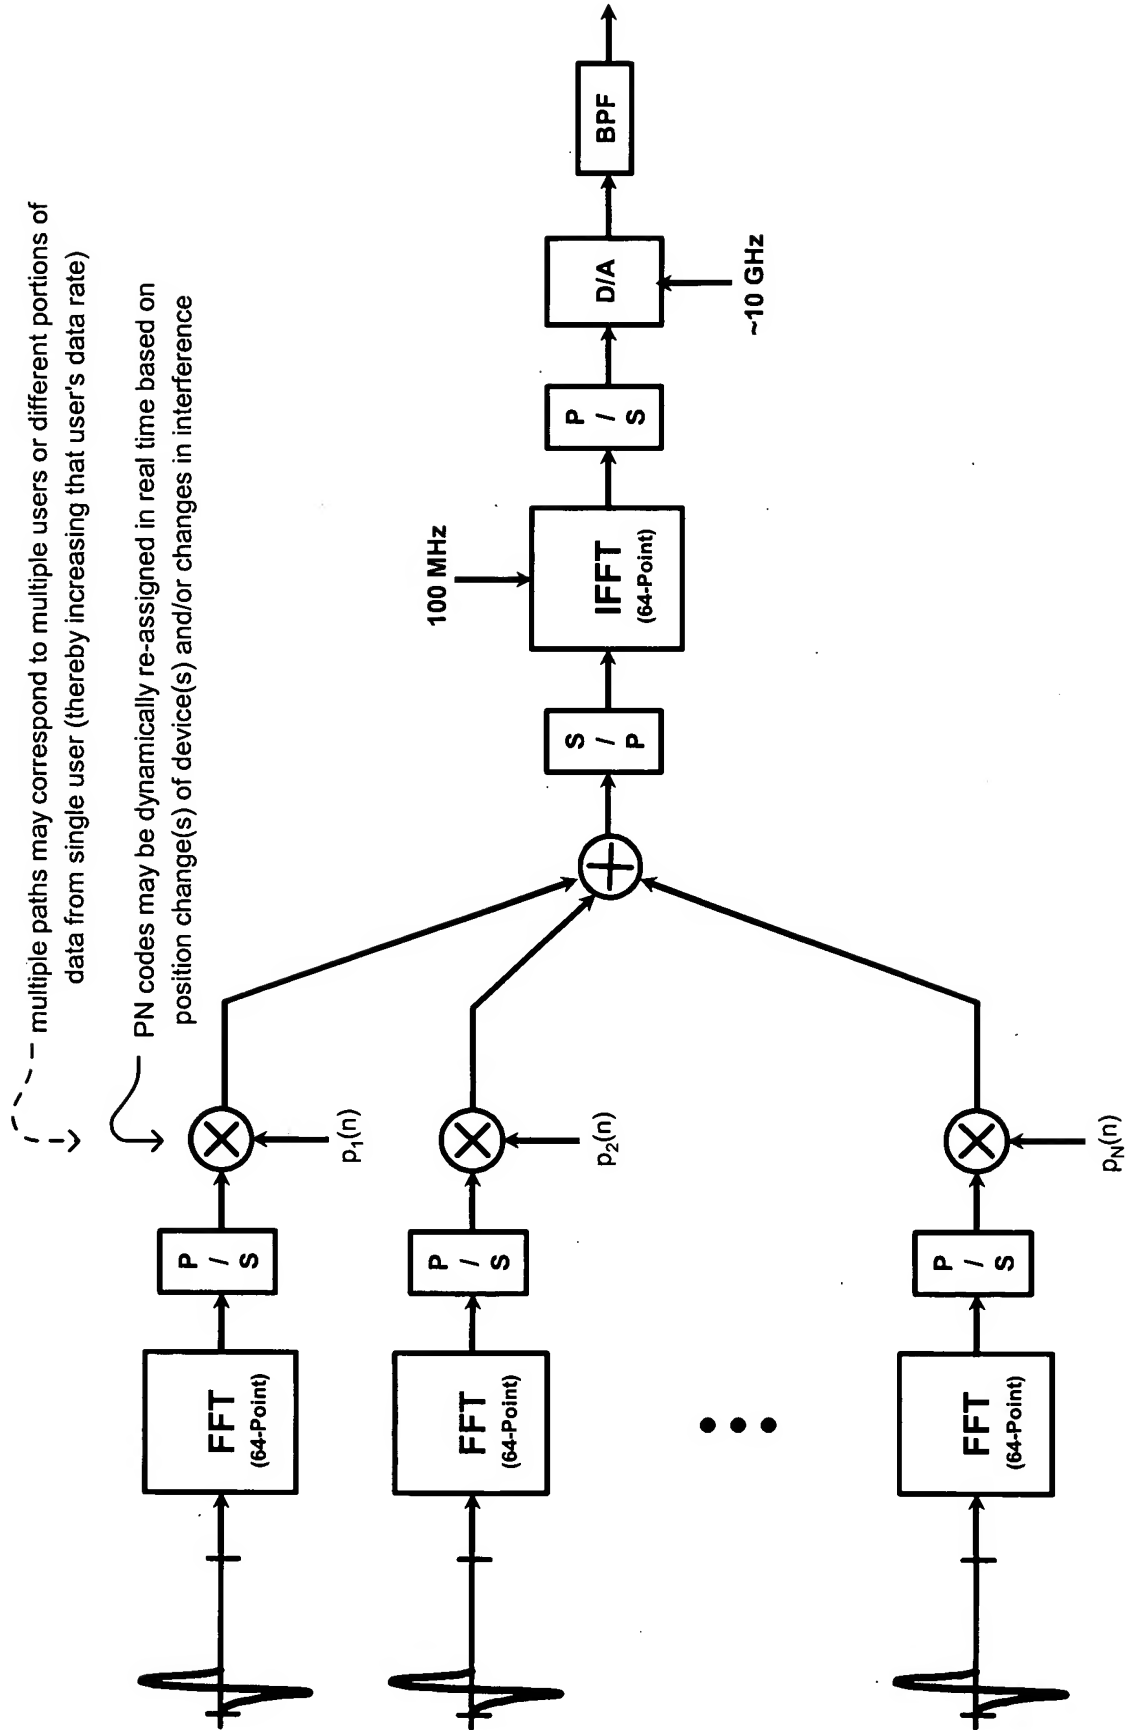 multiple paths may correspond to multiple users or different portions of
data from single user (thereby increasing that user's data rate)
PN codes may be dynamically re-assigned in real time based on
position change(s) of device(s) and/or changes in interference
FFT
(64-Point)
P
/
S
p1(n)
FFT
(64-Point)
P
/
S
p2(n)
FFT
(64-Point)
P
/
S
pN(n)
S
/
P
100 MHz
IFFT
(64-Point)
P
/
S
D/A
~10 GHz
BPF